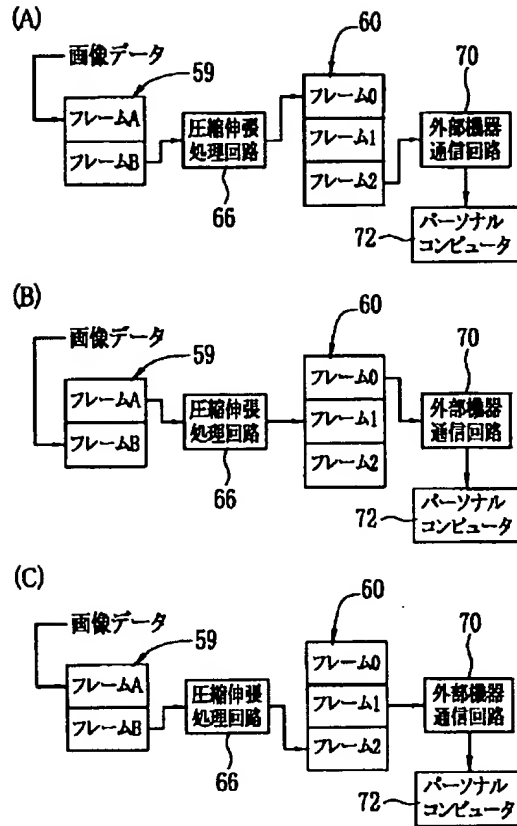 (A)
画像データ
59
60
70
フレームA
フレームB
圧縮伸張
処理回路
66
フレーム0
フレーム1
フレーム2
外部機器
通信回路
72
パーソナル
コンピュータ
(B)
画像データ
59
60
70
フレームA
フレームB
圧縮伸張
処理回路
66
フレーム0
フレーム1
フレーム2
外部機器
通信回路
72
パーソナル
コンピュータ
(C)
画像データ
59
60
70
フレームA
フレームB
圧縮伸張
処理回路
66
フレーム0
フレーム1
フレーム2
外部機器
通信回路
72
パーソナル
コンピュータ